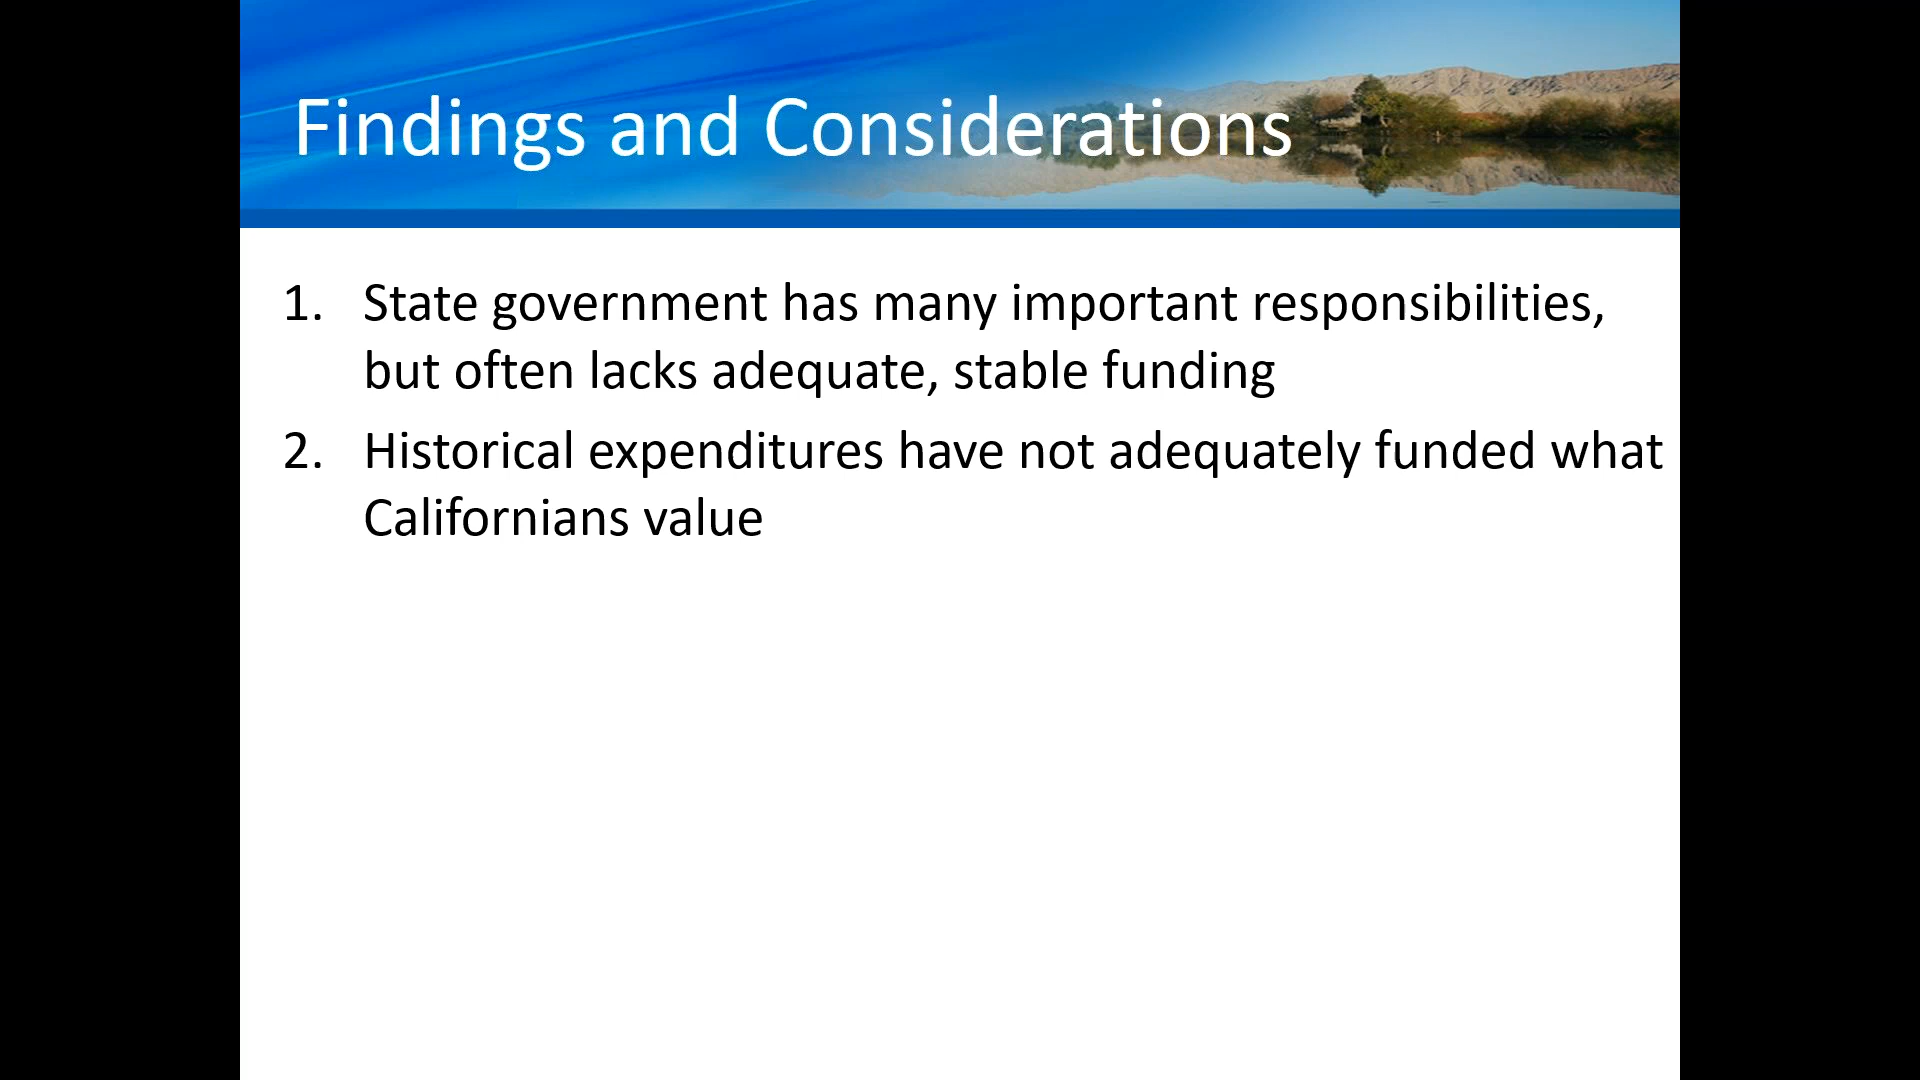 Findings and Considerations
1. State government has many important responsibilities,
but often lacks adequate, stable funding
2. Historical expenditures have not adequately funded what
Californians value